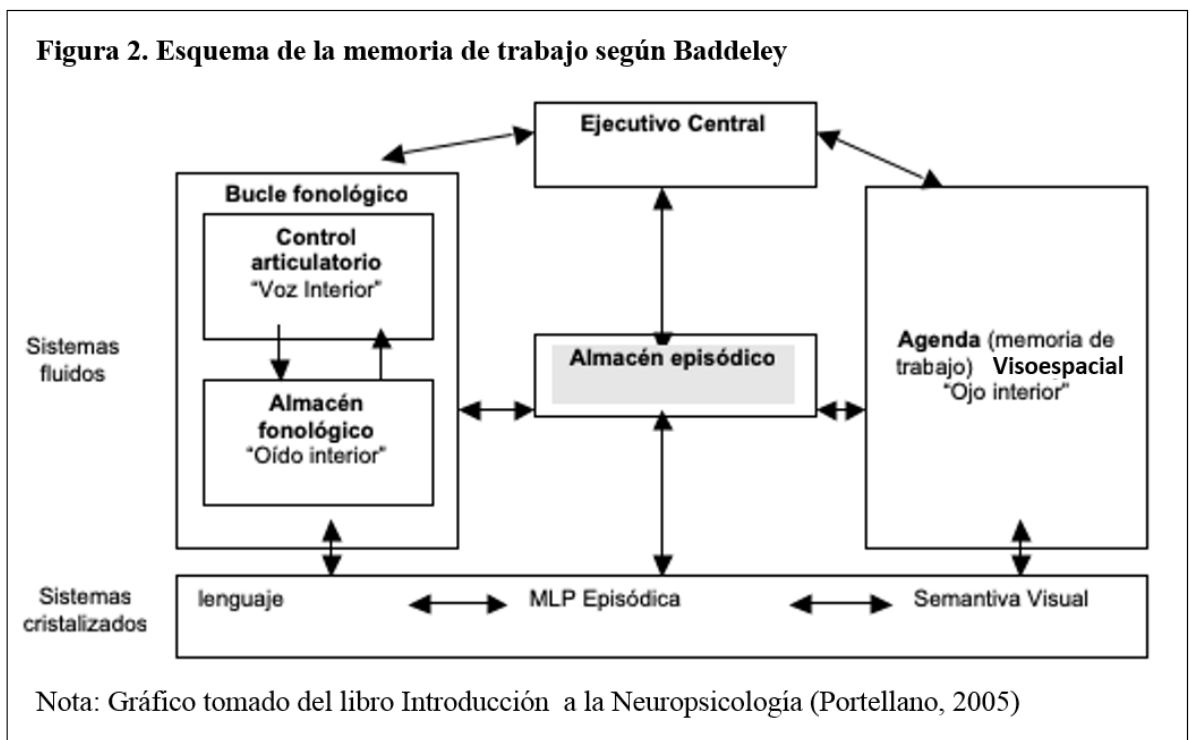 Figura 2. Esquema de la memoria de trabajo según Baddeley
Ejecutivo Central
Bucle fonológico
Control
articulatorio
“Voz Interior”
Almacén
fonológico
“Oído interior”
Sistemas
fluidos
Almacén episódico
Agenda (memoria de
trabajo) Visoespacial
“Ojo interior”
Sistemas
cristalizados
lenguaje
MLP Episódica
Semantiva Visual
Nota: Gráfico tomado del libro Introducción a la Neuropsicología (Portellano, 2005)